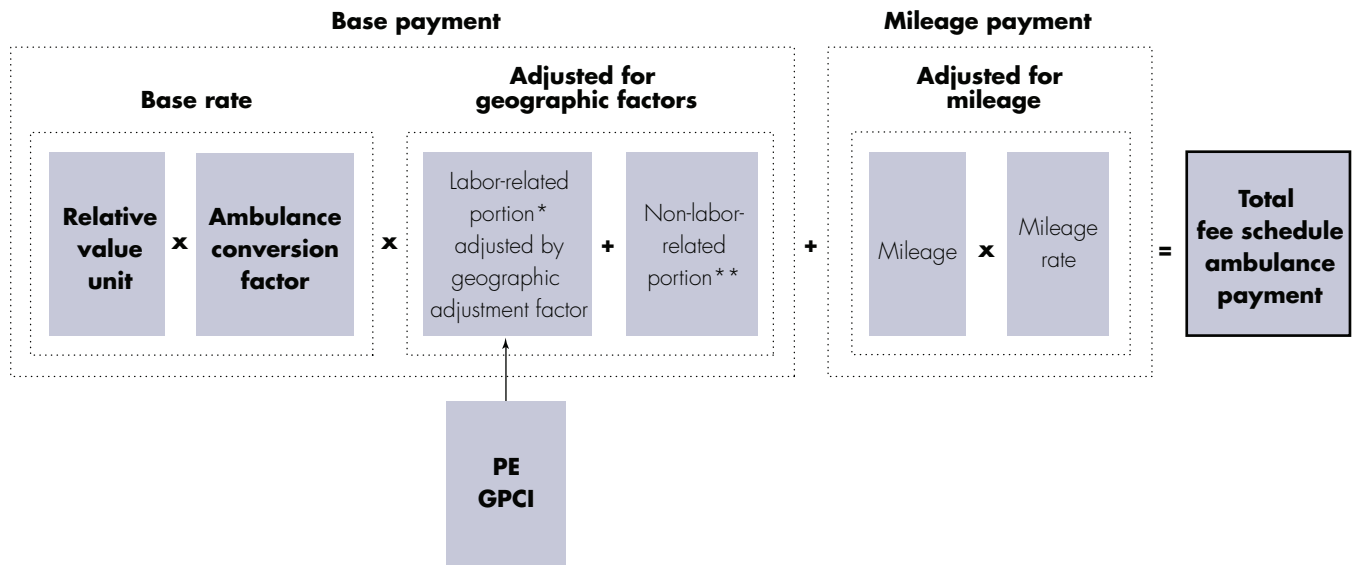 Base payment
Mileage payment
Base rate
Adjusted for
geographic factors
Adjusted for
mileage
Relative
value
unit
x
Ambulance
conversion
factor
x
Labor-related
portion*
adjusted by
geographic
adjustment factor
+
Non-labor-
related
portion**
+
Mileage
x
Mileage
rate
=
Total
fee schedule
ambulance
payment
PE
GPCI